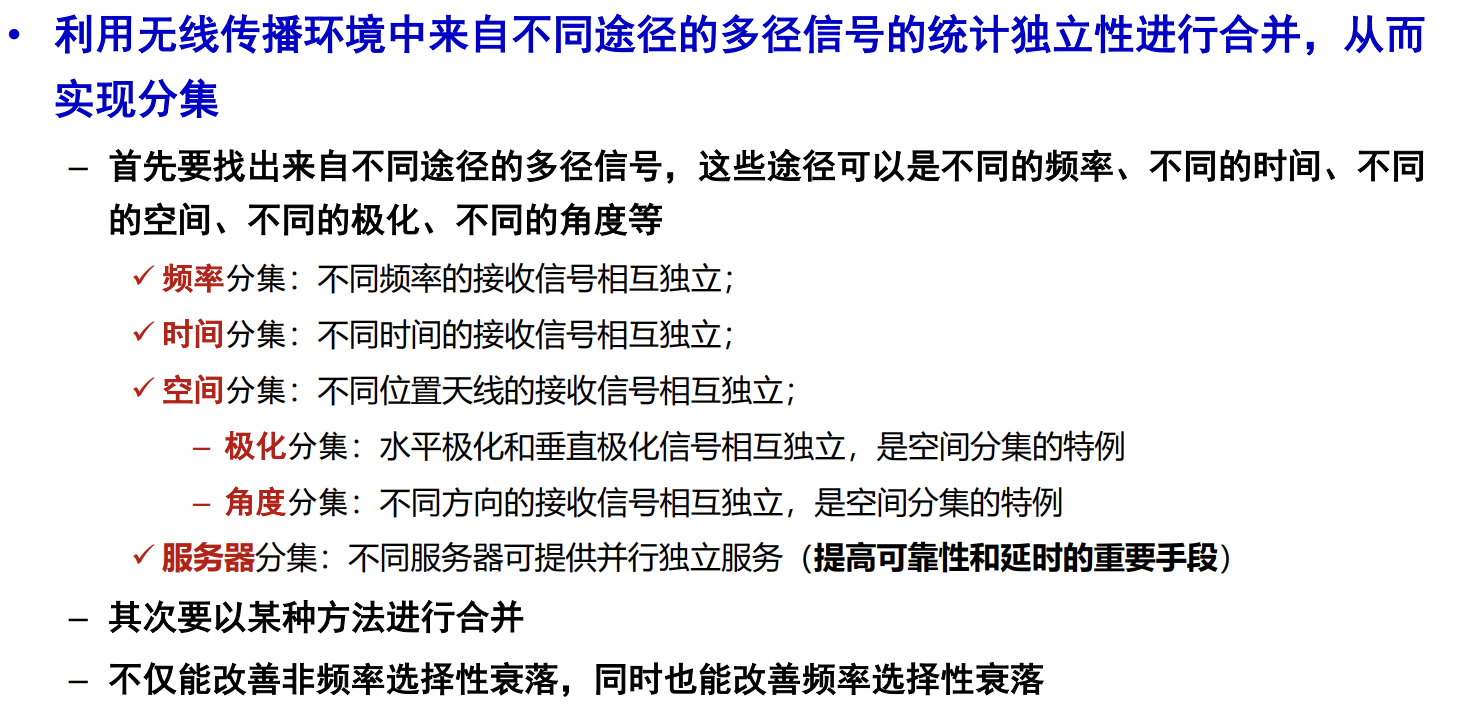 • 利用无线传播环境中来自不同途径的多径信号的统计独立性进行合并，从而
实现分集
– 首先要找出来自不同途径的多径信号，这些途径可以是不同的频率、不同的时间、不同
的空间、不同的极化、不同的角度等
✓ 频率分集：不同频率的接收信号相互独立；
✓ 时间分集：不同时间的接收信号相互独立；
✓ 空间分集：不同位置天线的接收信号相互独立；
– 极化分集：水平极化和垂直极化信号相互独立，是空间分集的特例
– 角度分集：不同方向的接收信号相互独立，是空间分集的特例
✓ 服务器分集：不同服务器可提供并行独立服务（提高可靠性和延时的重要手段）
– 其次要以某种方法进行合并
– 不仅能改善非频率选择性衰落，同时也能改善频率选择性衰落